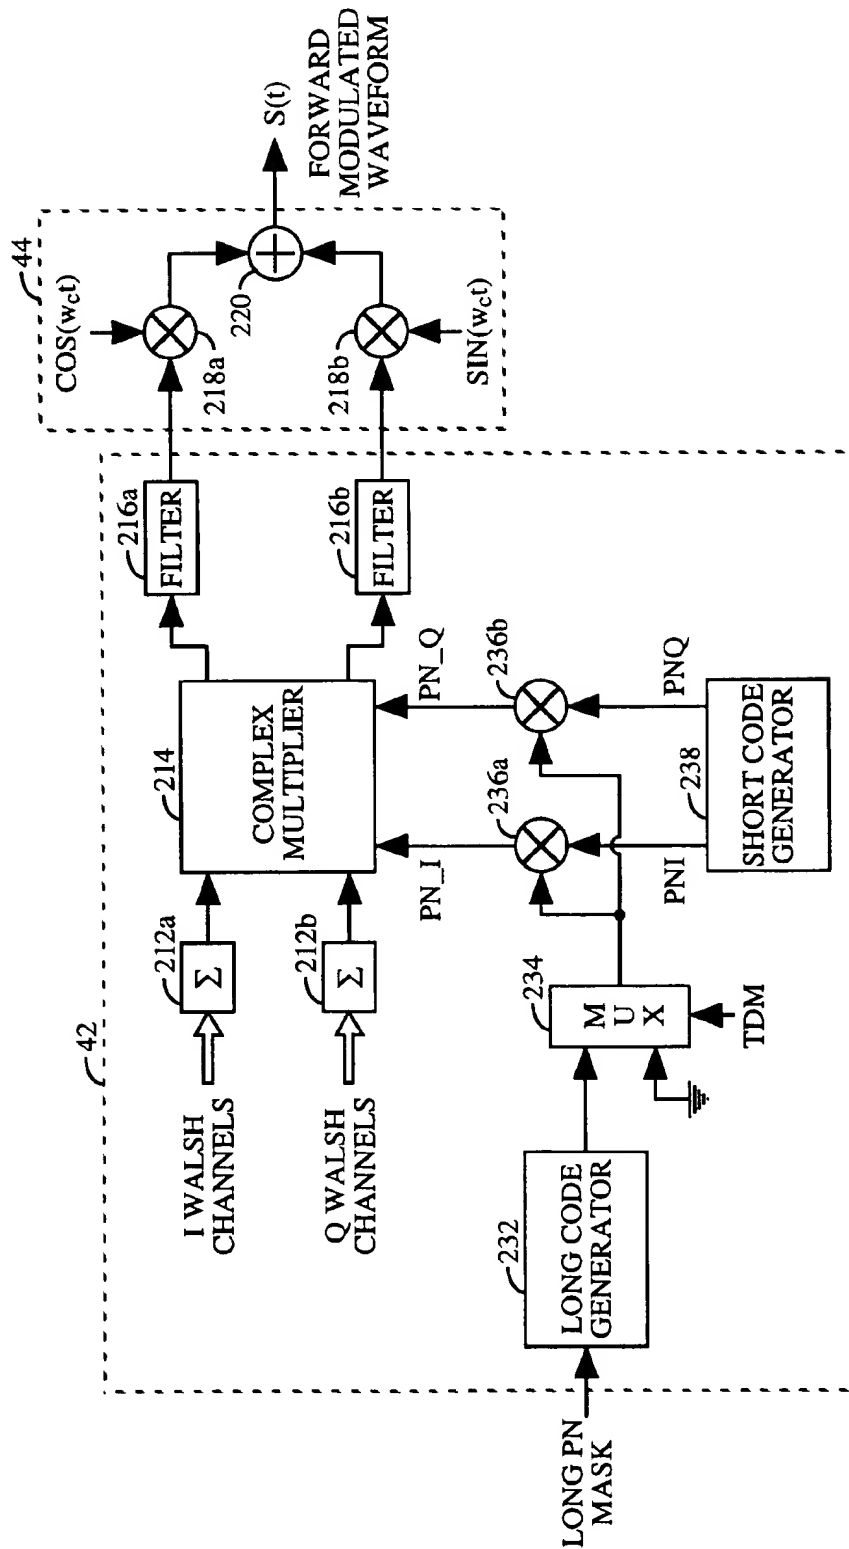 42
I WALSH
CHANNELS
212a
Σ
Q WALSH
CHANNELS
212b
Σ
214
COMPLEX
MULTIPLIER
216a
FILTER
216b
FILTER
44
COS(wct)
218a
218b
SIN(wct)
220
S(t)
FORWARD
MODULATED
WAVEFORM
PN_I
PN_Q
236a
236b
LONG PN
MASK
232
LONG CODE
GENERATOR
234
M
U
X
TDM
PNI
PNQ
238
SHORT CODE
GENERATOR